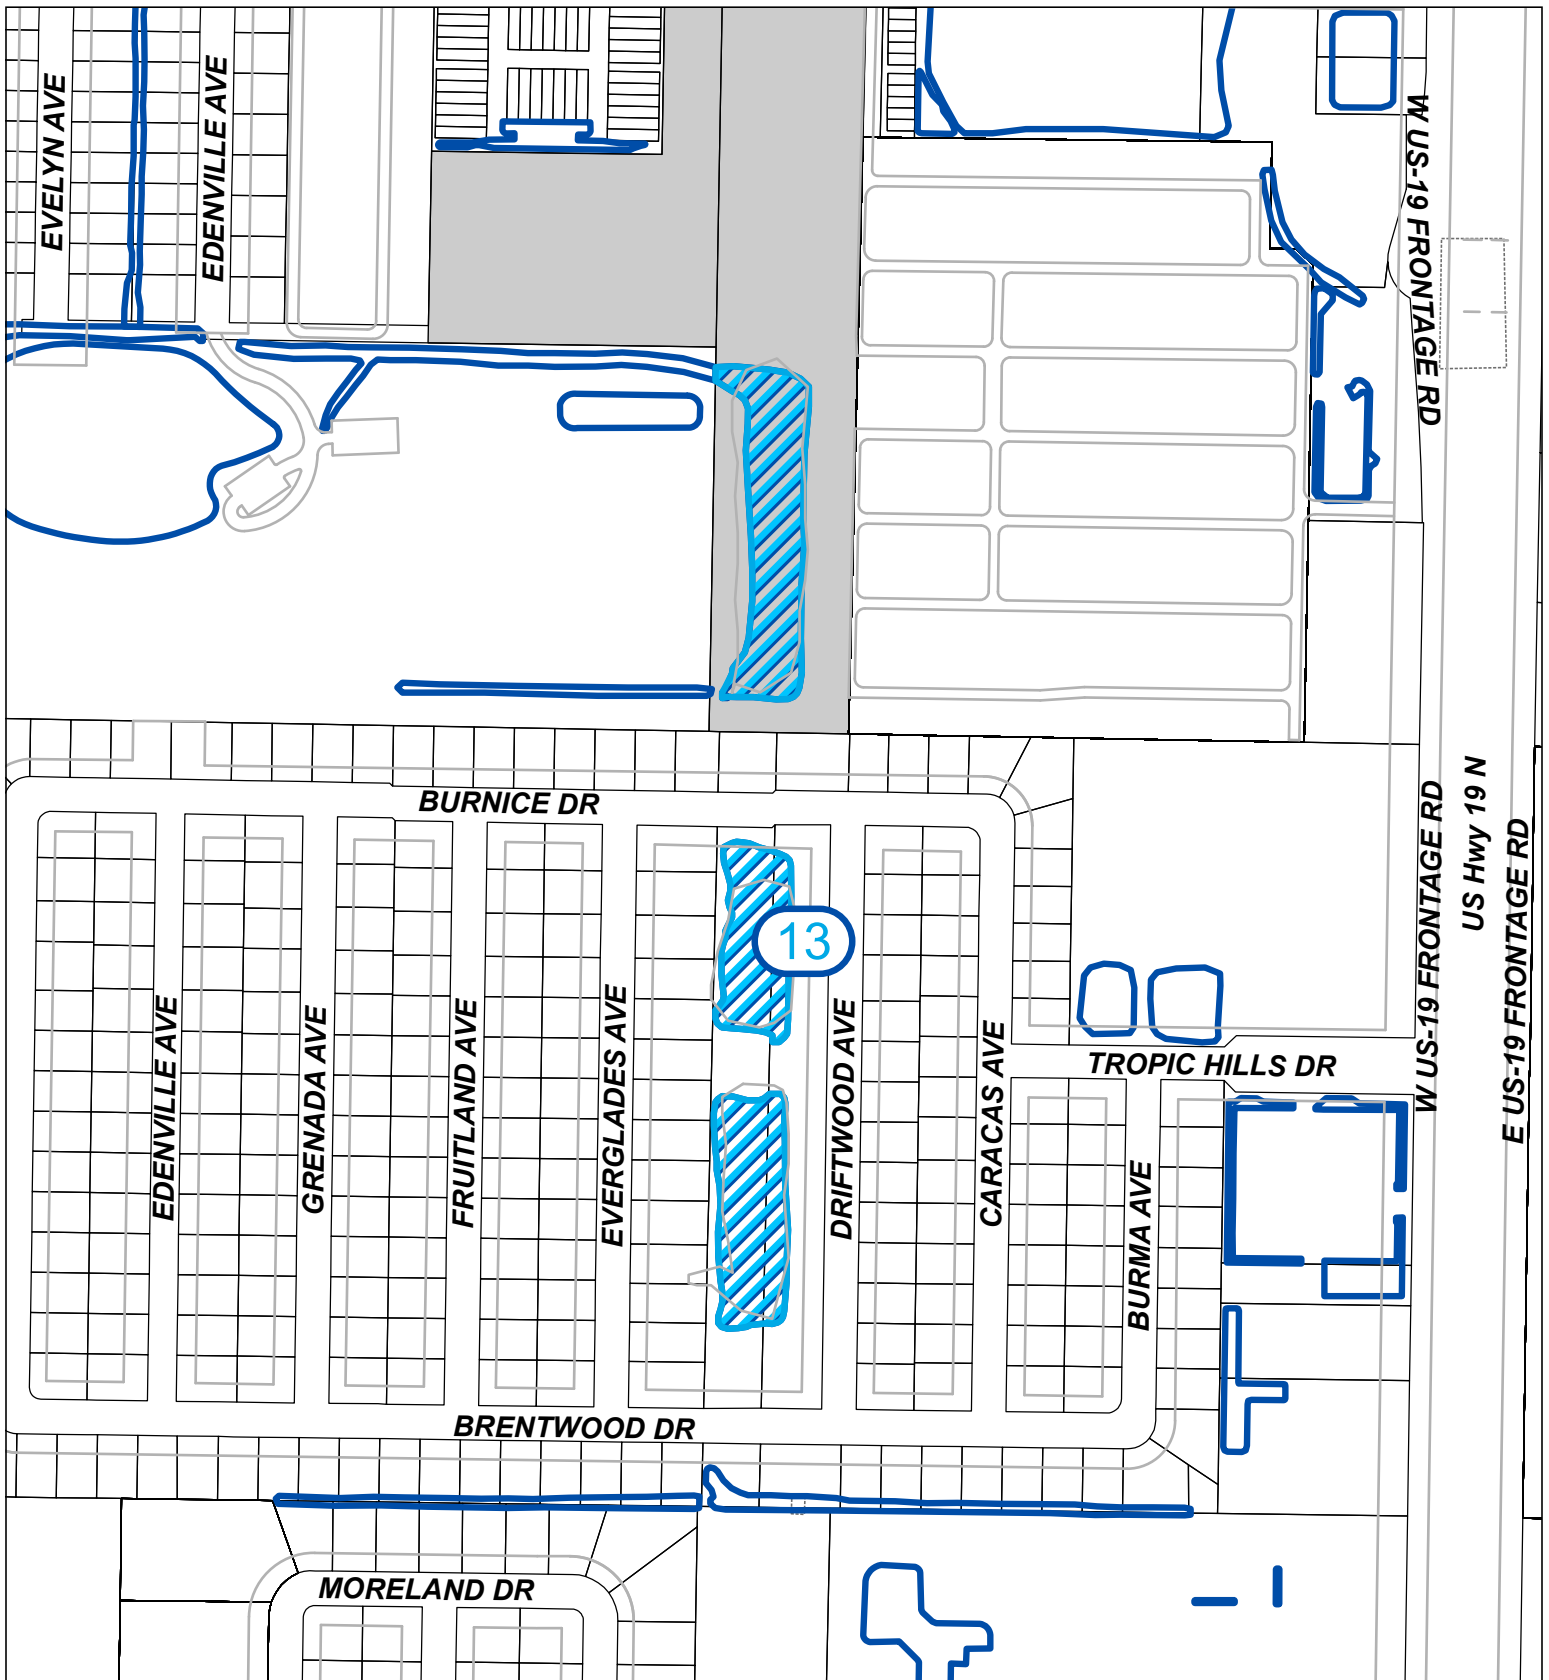 EVELYN AVE
EDENVILLE AVE
W US-19 FRONTAGE RD
BURNICE DR
13
EDENVILLE AVE
GRENADA AVE
FRUITLAND AVE
EVERGLADES AVE
DRIFTWOOD AVE
CARACAS AVE
TROPIC HILLS DR
BURMA AVE
W US-19 FRONTAGE RD
US Hwy 19 N
E US-19 FRONTAGE RD
BRENTWOOD DR
MORELAND DR